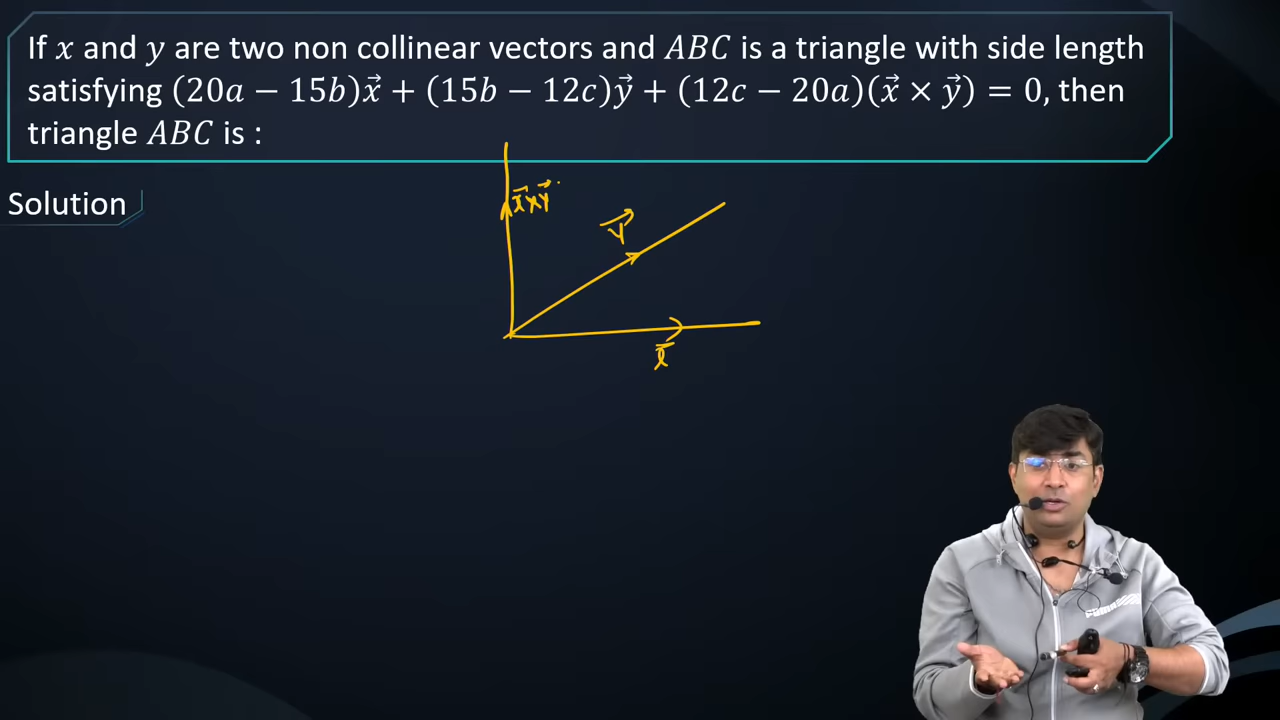 If 𝑥 and 𝑦 are two non collinear vectors and 𝐴𝐵𝐶 is a triangle with side length
satisfying (20𝑎 − 15𝑏)𝑥⃗ + (15𝑏 − 12𝑐)𝑦⃗ + (12𝑐 − 20𝑎)(𝑥⃗ × 𝑦⃗) = 0, then
triangle 𝐴𝐵𝐶 is :
Solution
x⃗×y⃗
y⃗
x⃗